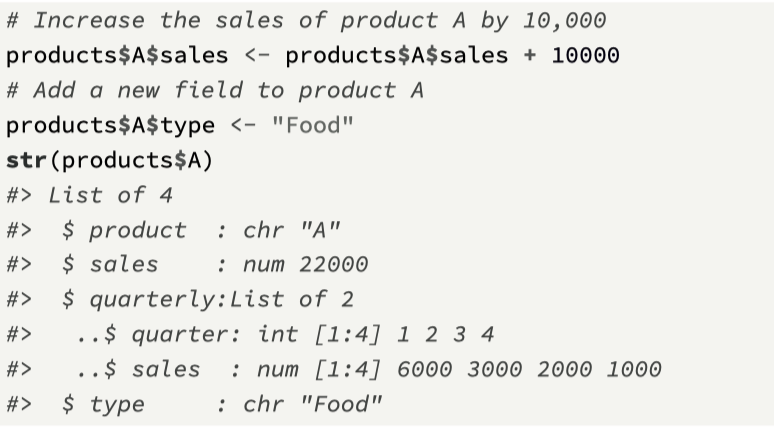 # Increase the sales of product A by 10,000
products$A$sales <- products$A$sales + 10000
# Add a new field to product A
products$A$type <- "Food"
str(products$A)
#> List of 4
#>  $ product  : chr "A"
#>  $ sales    : num 22000
#>  $ quarterly:List of 2
#>   ..$ quarter: int [1:4] 1 2 3 4
#>   ..$ sales  : num [1:4] 6000 3000 2000 1000
#>  $ type     : chr "Food"